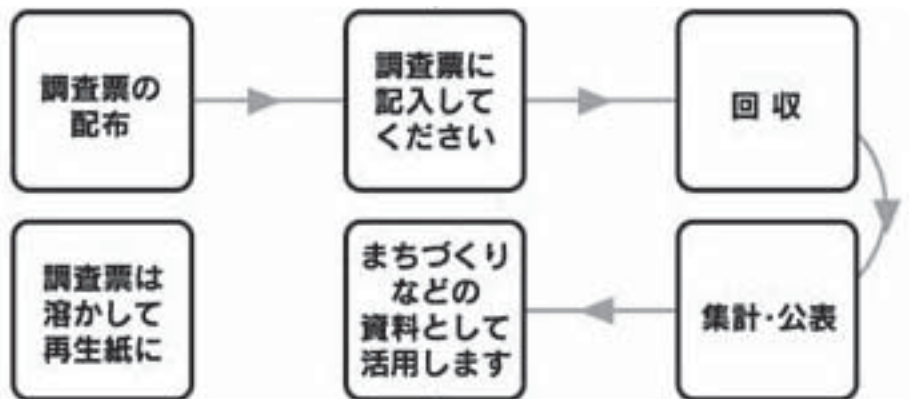 調査票の
配布
調査票に
記入して
ください
回収
集計・公表
まちづくり
などの
資料として
活用します
調査票は
溶かして
再生紙に